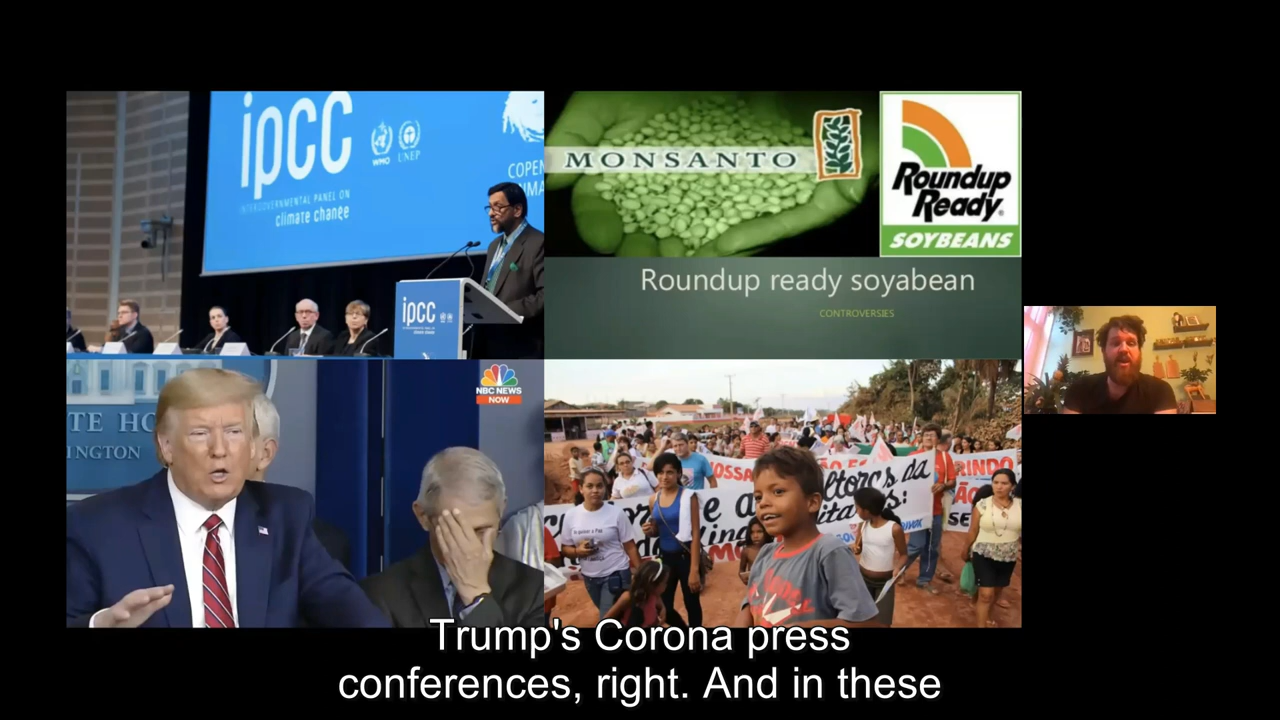 ipcc
WMO
UNEP
INTERGOVERNMENTAL PANEL ON
climate change
COPEN
ipcc
MONSANTO
Roundup
Ready
SOYBEANS
Roundup ready soyabean
CONTROVERSIES
TE HO
INGTON
NBC NEWS
NOW
Trump's Corona press
conferences, right. And in these